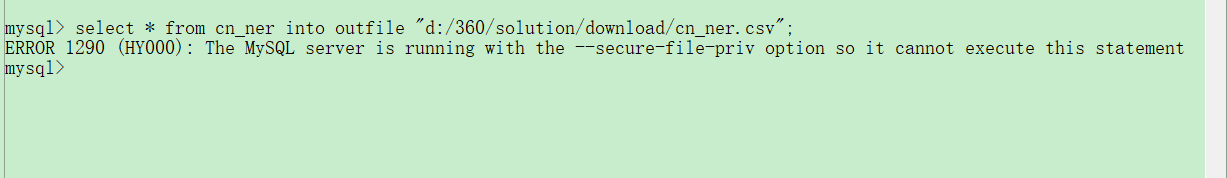 mysql> select * from cn_ner into outfile "d:/360/solution/download/cn_ner.csv";
ERROR 1290 (HY000): The MySQL server is running with the --secure-file-priv option so it cannot execute this statement
mysql>